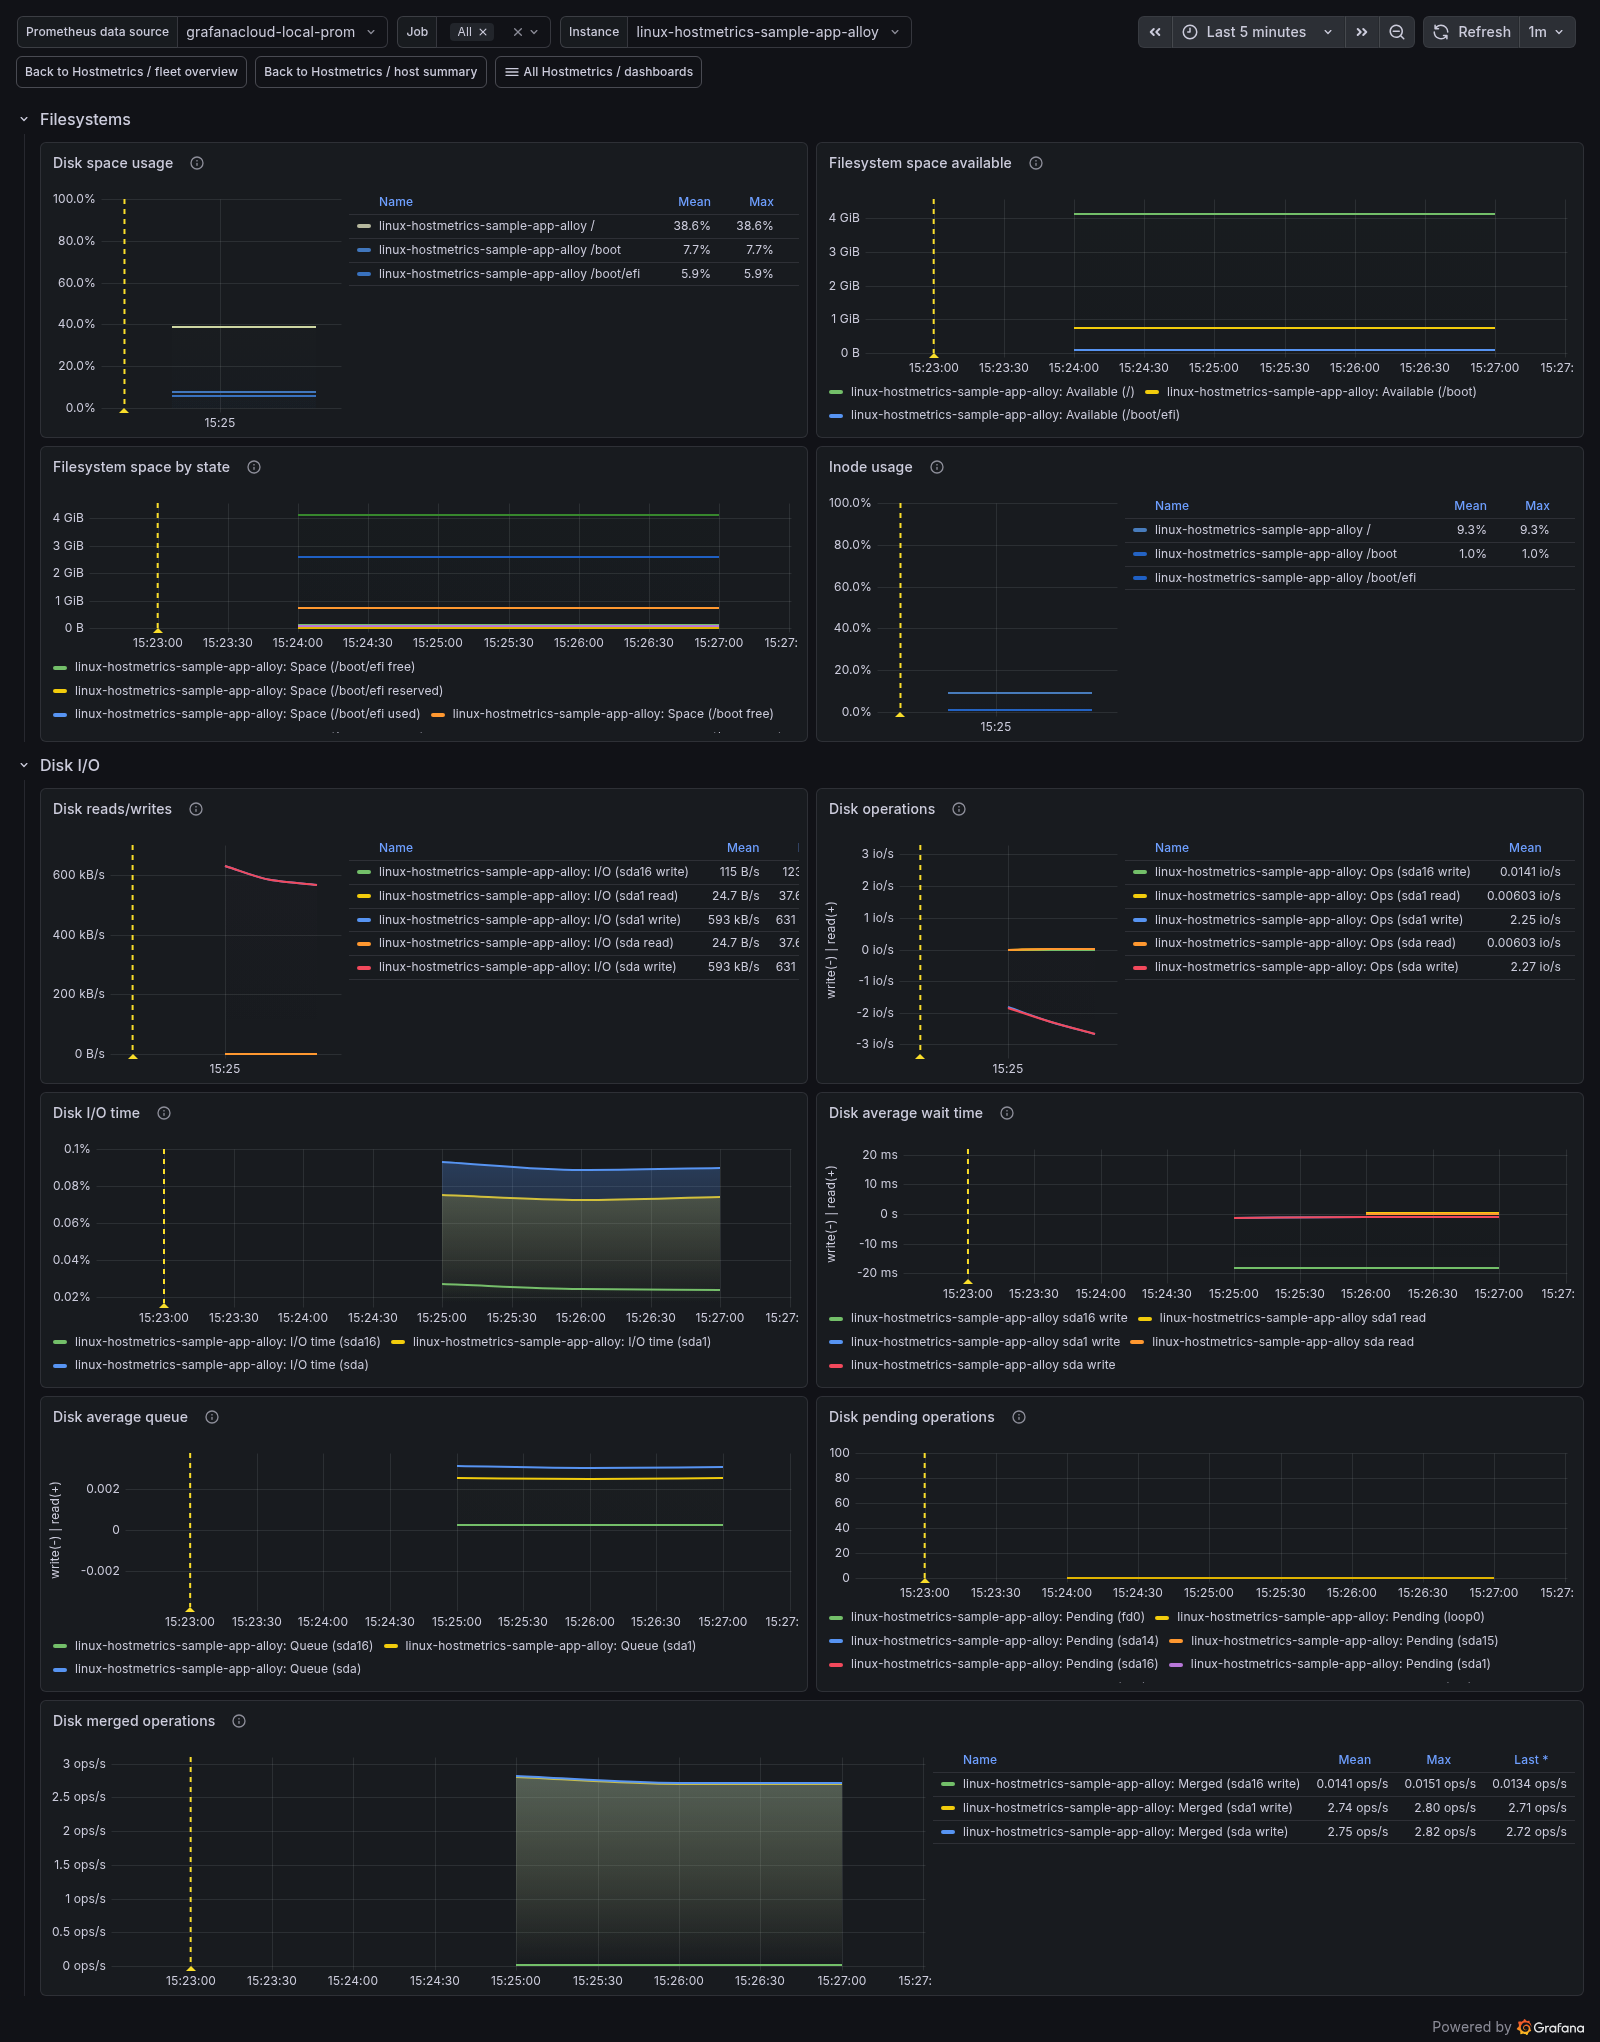 Prometheus data source grafanacloud-local-prom Job All Instance linux-hostmetrics-sample-app-alloy Last 5 minutes Refresh 1m
Back to Hostmetrics / fleet overview Back to Hostmetrics / host summary All Hostmetrics / dashboards
Filesystems
Disk space usage
100.0%
80.0%
60.0%
40.0%
20.0%
0.0%
15:25
Name Mean Max
linux-hostmetrics-sample-app-alloy / 38.6% 38.6%
linux-hostmetrics-sample-app-alloy /boot 7.7% 7.7%
linux-hostmetrics-sample-app-alloy /boot/efi 5.9% 5.9%
Filesystem space available
4 GiB
3 GiB
2 GiB
1 GiB
0 B
15:23:00 15:23:30 15:24:00 15:24:30 15:25:00 15:25:30 15:26:00 15:26:30 15:27:00 15:27:
linux-hostmetrics-sample-app-alloy: Available (/) linux-hostmetrics-sample-app-alloy: Available (/boot)
linux-hostmetrics-sample-app-alloy: Available (/boot/efi)
Filesystem space by state
4 GiB
3 GiB
2 GiB
1 GiB
0 B
15:23:00 15:23:30 15:24:00 15:24:30 15:25:00 15:25:30 15:26:00 15:26:30 15:27:00 15:27:
linux-hostmetrics-sample-app-alloy: Space (/boot/efi free)
linux-hostmetrics-sample-app-alloy: Space (/boot/efi reserved)
linux-hostmetrics-sample-app-alloy: Space (/boot/efi used) linux-hostmetrics-sample-app-alloy: Space (/boot free)
Inode usage
100.0%
80.0%
60.0%
40.0%
20.0%
0.0%
15:25
Name Mean Max
linux-hostmetrics-sample-app-alloy / 9.3% 9.3%
linux-hostmetrics-sample-app-alloy /boot 1.0% 1.0%
linux-hostmetrics-sample-app-alloy /boot/efi
Disk I/O
Disk reads/writes
600 kB/s
400 kB/s
200 kB/s
0 B/s
15:25
Name Mean
linux-hostmetrics-sample-app-alloy: I/O (sda16 write) 115 B/s 123
linux-hostmetrics-sample-app-alloy: I/O (sda1 read) 24.7 B/s 37.6
linux-hostmetrics-sample-app-alloy: I/O (sda1 write) 593 kB/s 631
linux-hostmetrics-sample-app-alloy: I/O (sda read) 24.7 B/s 37.6
linux-hostmetrics-sample-app-alloy: I/O (sda write) 593 kB/s 631
Disk operations
write(-) | read(+)
3 io/s
2 io/s
1 io/s
0 io/s
-1 io/s
-2 io/s
-3 io/s
15:25
Name Mean
linux-hostmetrics-sample-app-alloy: Ops (sda16 write) 0.0141 io/s
linux-hostmetrics-sample-app-alloy: Ops (sda1 read) 0.00603 io/s
linux-hostmetrics-sample-app-alloy: Ops (sda1 write) 2.25 io/s
linux-hostmetrics-sample-app-alloy: Ops (sda read) 0.00603 io/s
linux-hostmetrics-sample-app-alloy: Ops (sda write) 2.27 io/s
Disk I/O time
0.1%
0.08%
0.06%
0.04%
0.02%
15:23:00 15:23:30 15:24:00 15:24:30 15:25:00 15:25:30 15:26:00 15:26:30 15:27:00 15:27:
linux-hostmetrics-sample-app-alloy: I/O time (sda16) linux-hostmetrics-sample-app-alloy: I/O time (sda1)
linux-hostmetrics-sample-app-alloy: I/O time (sda)
Disk average wait time
write(-) | read(+)
20 ms
10 ms
0 s
-10 ms
-20 ms
15:23:00 15:23:30 15:24:00 15:24:30 15:25:00 15:25:30 15:26:00 15:26:30 15:27:00 15:27:
linux-hostmetrics-sample-app-alloy sda16 write linux-hostmetrics-sample-app-alloy sda1 read
linux-hostmetrics-sample-app-alloy sda1 write linux-hostmetrics-sample-app-alloy sda read
linux-hostmetrics-sample-app-alloy sda write
Disk average queue
write(-) | read(+)
0.002
0
-0.002
15:23:00 15:23:30 15:24:00 15:24:30 15:25:00 15:25:30 15:26:00 15:26:30 15:27:00 15:27:
linux-hostmetrics-sample-app-alloy: Queue (sda16) linux-hostmetrics-sample-app-alloy: Queue (sda1)
linux-hostmetrics-sample-app-alloy: Queue (sda)
Disk pending operations
100
80
60
40
20
0
15:23:00 15:23:30 15:24:00 15:24:30 15:25:00 15:25:30 15:26:00 15:26:30 15:27:00 15:27:
linux-hostmetrics-sample-app-alloy: Pending (fd0) linux-hostmetrics-sample-app-alloy: Pending (loop0)
linux-hostmetrics-sample-app-alloy: Pending (sda14) linux-hostmetrics-sample-app-alloy: Pending (sda15)
linux-hostmetrics-sample-app-alloy: Pending (sda16) linux-hostmetrics-sample-app-alloy: Pending (sda1)
Disk merged operations
3 ops/s
2.5 ops/s
2 ops/s
1.5 ops/s
1 ops/s
0.5 ops/s
0 ops/s
15:23:00 15:23:30 15:24:00 15:24:30 15:25:00 15:25:30 15:26:00 15:26:30 15:27:00 15:27:
Name Mean Max Last *
linux-hostmetrics-sample-app-alloy: Merged (sda16 write) 0.0141 ops/s 0.0151 ops/s 0.0134 ops/s
linux-hostmetrics-sample-app-alloy: Merged (sda1 write) 2.74 ops/s 2.80 ops/s 2.71 ops/s
linux-hostmetrics-sample-app-alloy: Merged (sda write) 2.75 ops/s 2.82 ops/s 2.72 ops/s
Powered by Grafana